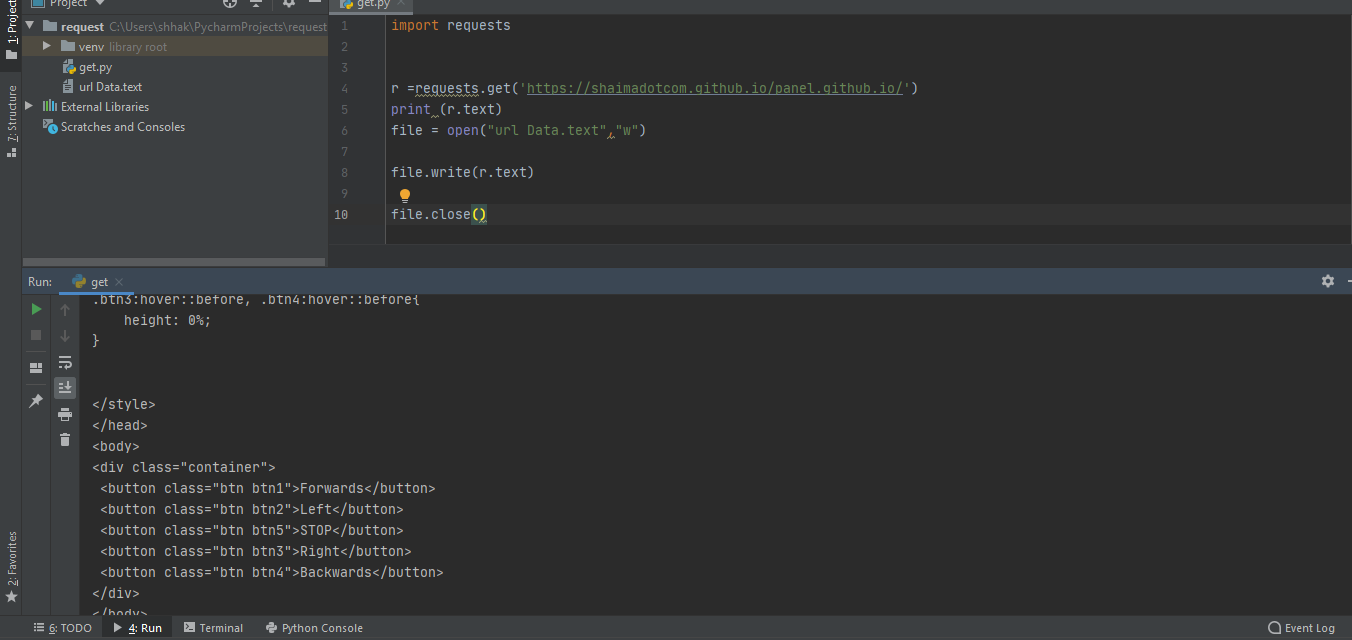 Project
get.py
1: Project
request C:\Users\shhak\PycharmProjects\request
venv library root
get.py
url Data.text
External Libraries
Scratches and Consoles
7: Structure
1 import requests
2
3
4 r =requests.get('https://shaimadotcom.github.io/panel.github.io/')
5 print (r.text)
6 file = open("url Data.text","w")
7
8 file.write(r.text)
9
10 file.close()
Run: get
.btn3:hover::before, .btn4:hover::before{
height: 0%;
}
</style>
</head>
<body>
<div class="container">
<button class="btn btn1">Forwards</button>
<button class="btn btn2">Left</button>
<button class="btn btn5">STOP</button>
<button class="btn btn3">Right</button>
<button class="btn btn4">Backwards</button>
</div>
</body>
2: Favorites
6: TODO
4: Run
Terminal
Python Console
Event Log